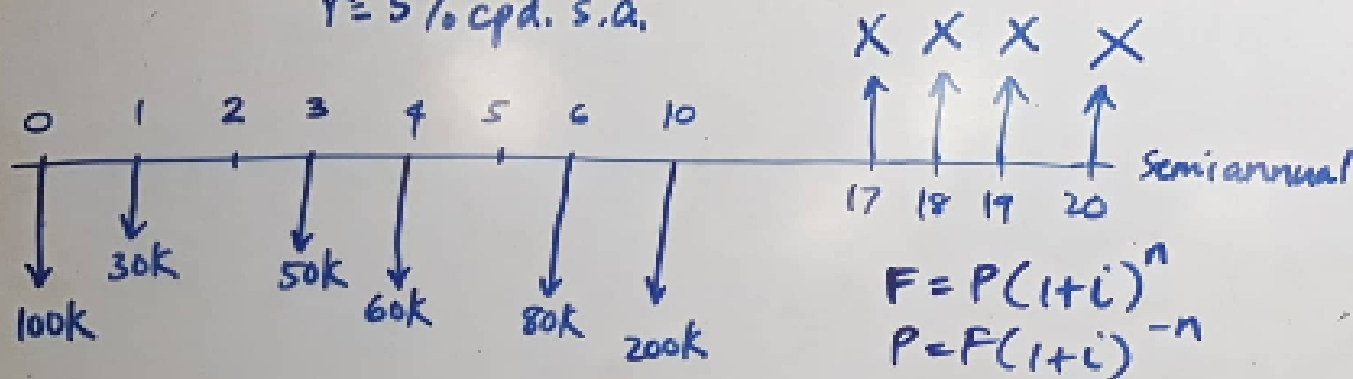 r = 5% cpd. s.a.
X X X X
0 1 2 3 4 5 6 10
Semiannual
17 18 19 20
30k 50k
100k 60k 80k 200k
F = P(1+i)^n
P = F(1+i)^-n